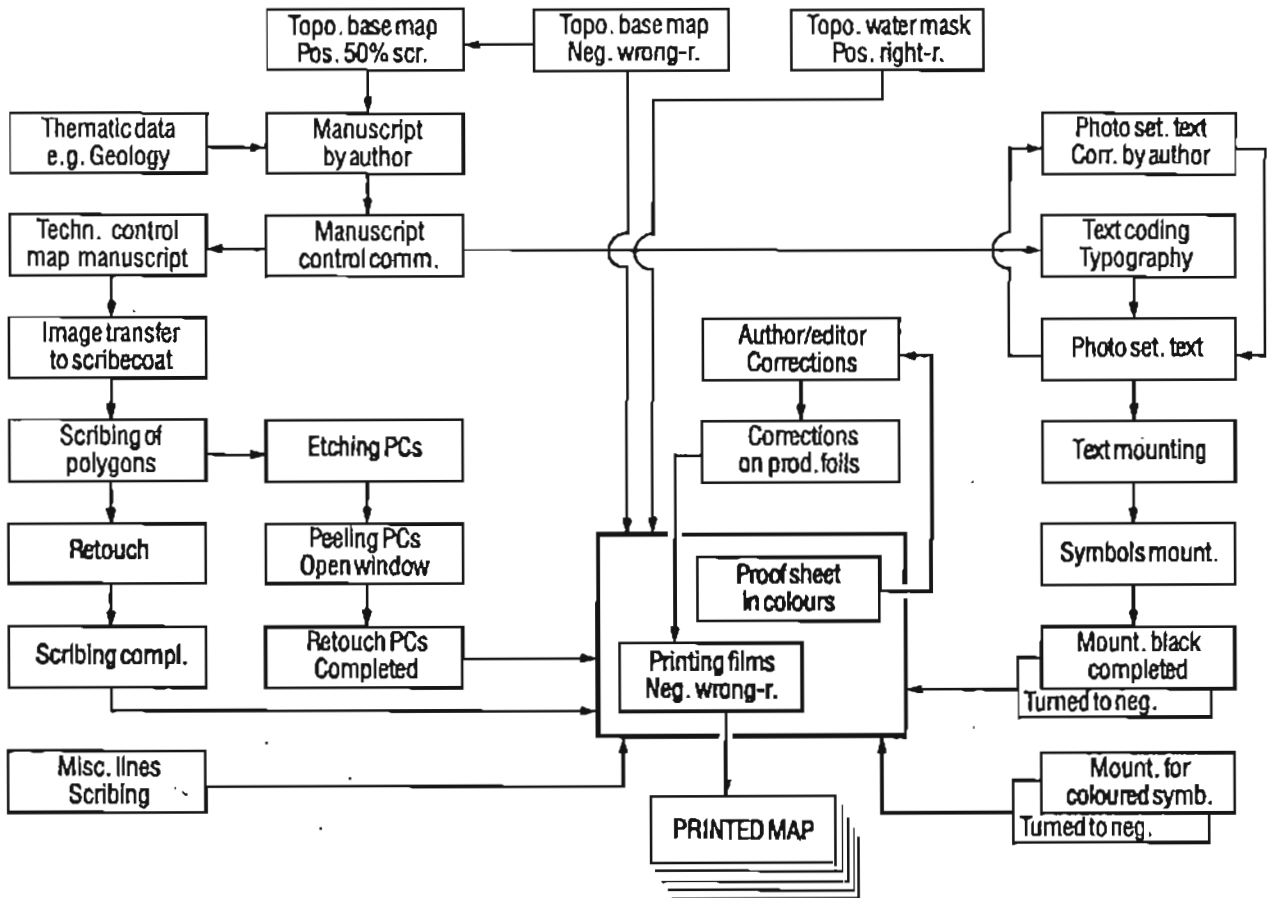 Topo. base map
Pos. 50% scr.
Topo. base map
Neg. wrong-r.
Topo. water mask
Pos. right-r.
Thematic data
e.g. Geology
Manuscript
by author
Photo set. text
Corr. by author
Techn. control
map manuscript
Manuscript
control comm.
Text coding
Typography
Image transfer
to scribecoat
Author/editor
Corrections
Photo set. text
Scribing of
polygons
Etching PCs
Corrections
on prod. foils
Text mounting
Retouch
Peeling PCs
Open window
Proof sheet
in colours
Symbols mount.
Scribing compl.
Retouch PCs
Completed
Printing films
Neg. wrong-r.
Mount. black
completed
Turned to neg.
Misc. lines
Scribing
PRINTED MAP
Mount. for
coloured symb.
Turned to neg.